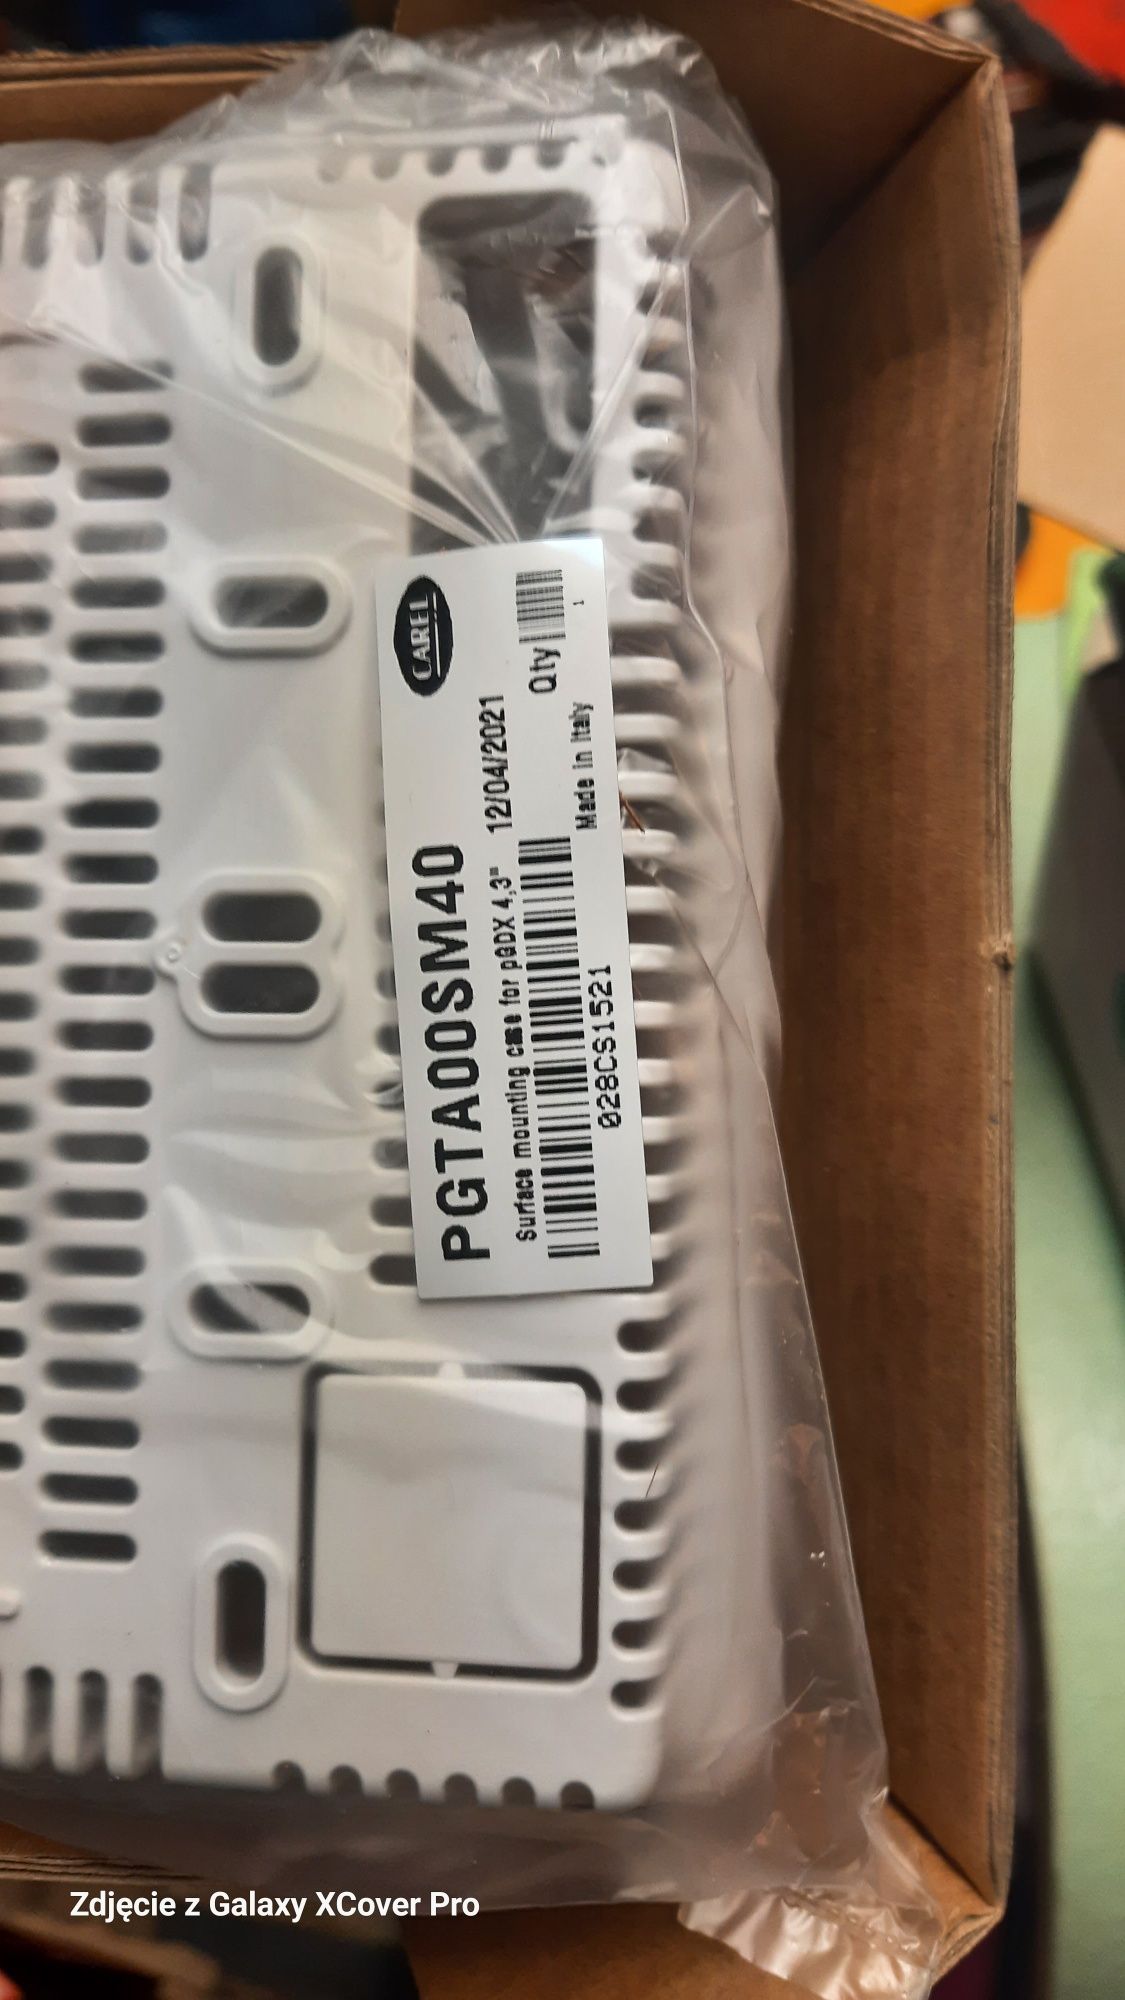 CAREL
PGTA00SM40
Surface mounting case for pGDX 4,3" 12/04/2021
Qty
1
Made in Italy
028CS1521
Zdjęcie z Galaxy XCover Pro